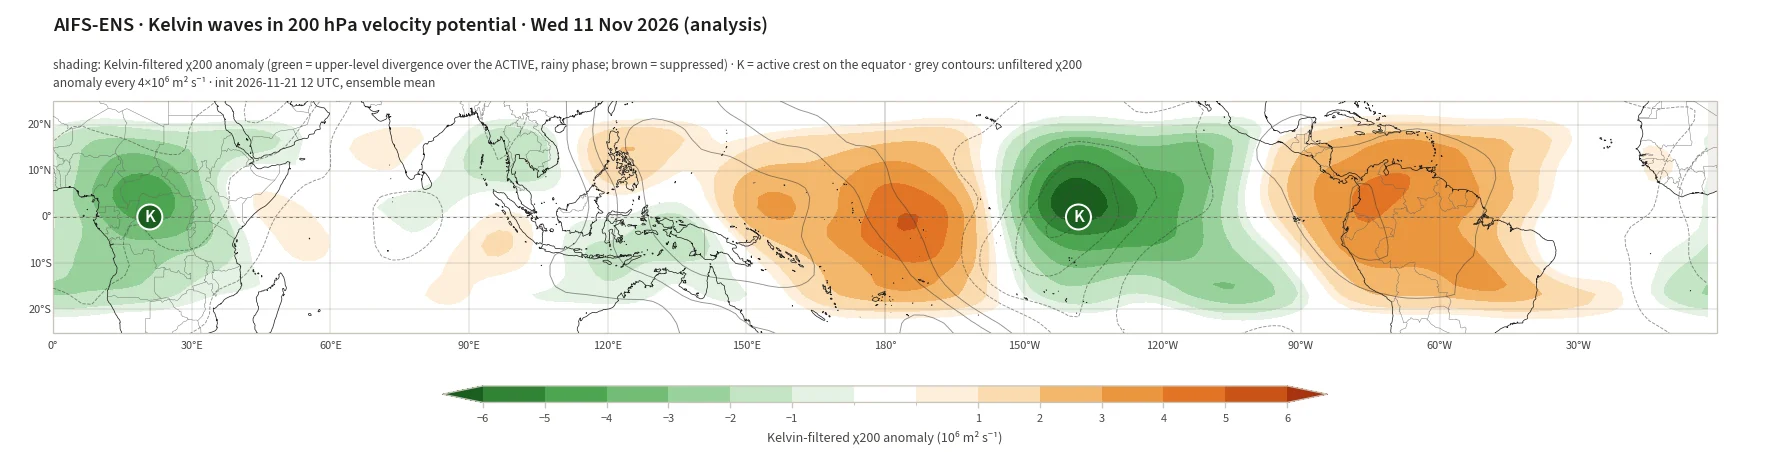 AIFS-ENS · Kelvin waves in 200 hPa velocity potential · Wed 11 Nov 2026 (analysis)
shading: Kelvin-filtered χ200 anomaly (green = upper-level divergence over the ACTIVE, rainy phase; brown = suppressed) · K = active crest on the equator · grey contours: unfiltered χ200
anomaly every 4×10⁶ m² s⁻¹ · init 2026-11-21 12 UTC, ensemble mean
20°N
10°N
0°
10°S
20°S
K
K
0° 30°E 60°E 90°E 120°E 150°E 180° 150°W 120°W 90°W 60°W 30°W
−6 −5 −4 −3 −2 −1 1 2 3 4 5 6
Kelvin-filtered χ200 anomaly (10⁶ m² s⁻¹)